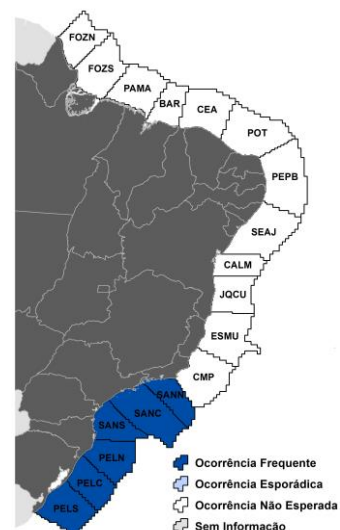 FOZN
FOZS
PAMA
BAR
CEA
POT
PEPB
SEAJ
CALM
JQCU
ESMU
CMP
SANN
SANC
SANS
PELN
PELC
PELS
Ocorrência Frequente
Ocorrência Esporádica
Ocorrência Não Esperada
Sem Informação